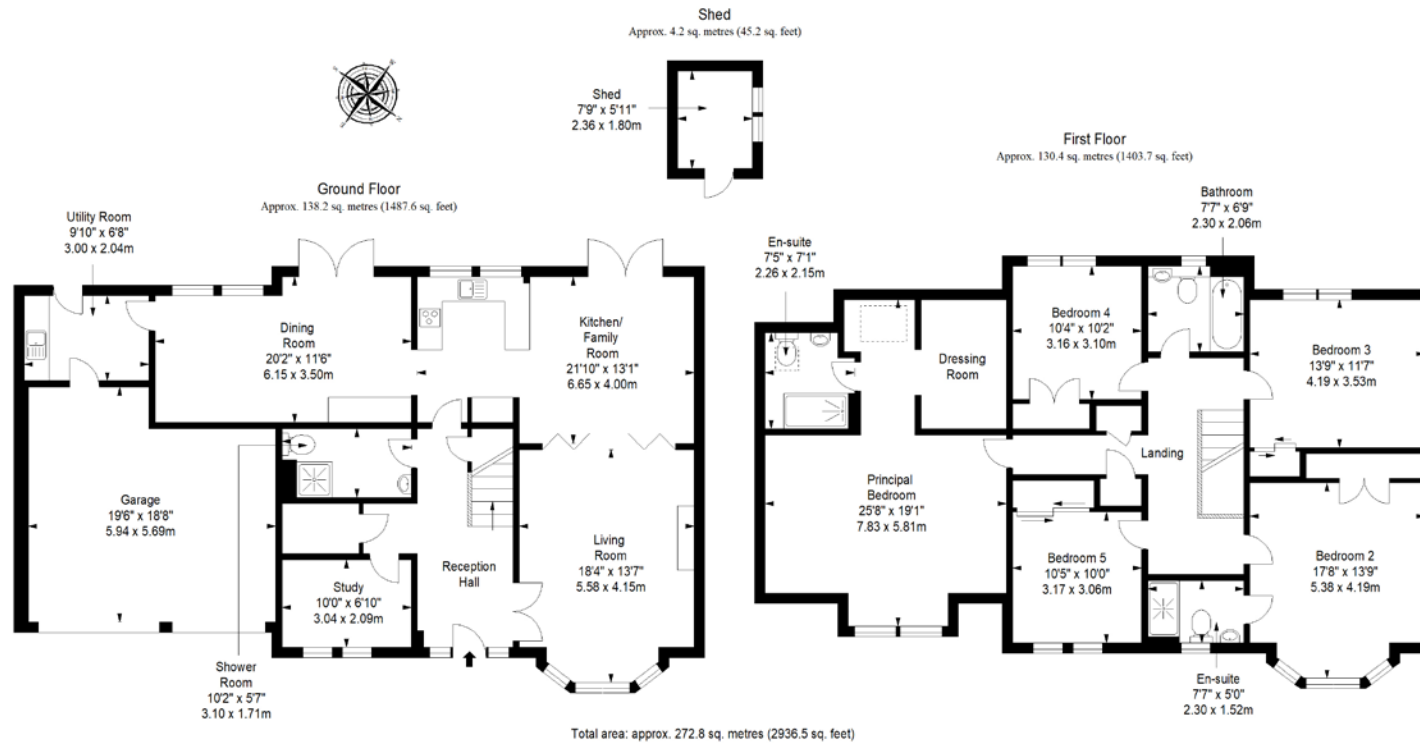 Shed
Approx. 4.2 sq. metres (45.2 sq. feet)
Shed
7'9" x 5'11"
2.36 x 1.80m
First Floor
Approx. 130.4 sq. metres (1403.7 sq. feet)
Ground Floor
Approx. 138.2 sq. metres (1487.6 sq. feet)
Utility Room
9'10" x 6'8"
3.00 x 2.04m
Dining
Room
20'2" x 11'6"
6.15 x 3.50m
Kitchen/
Family
Room
21'10" x 13'1"
6.65 x 4.00m
Garage
19'6" x 18'8"
5.94 x 5.69m
Study
10'0" x 6'10"
3.04 x 2.09m
Reception
Hall
Living
Room
18'4" x 13'7"
5.58 x 4.15m
Shower
Room
10'2" x 5'7"
3.10 x 1.71m
En-suite
7'5" x 7'1"
2.26 x 2.15m
Bathroom
7'7" x 6'9"
2.30 x 2.06m
Dressing
Room
Bedroom 4
10'4" x 10'2"
3.16 x 3.10m
Bedroom 3
13'9" x 11'7"
4.19 x 3.53m
Landing
Principal
Bedroom
25'8" x 19'1"
7.83 x 5.81m
Bedroom 5
10'5" x 10'0"
3.17 x 3.06m
Bedroom 2
17'8" x 13'9"
5.38 x 4.19m
En-suite
7'7" x 5'0"
2.30 x 1.52m
Total area: approx. 272.8 sq. metres (2936.5 sq. feet)